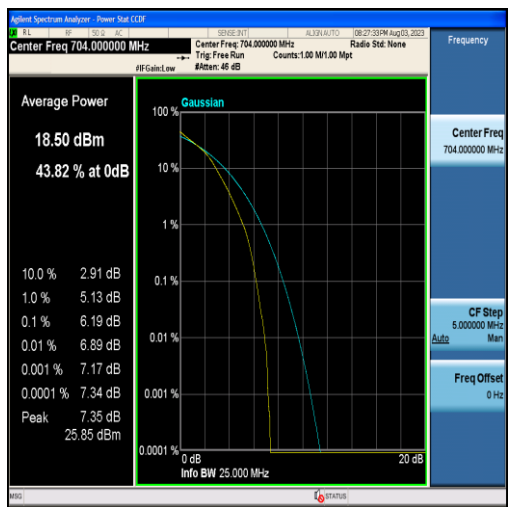 Agilent Spectrum Analyzer - Power Stat CCDF
RL RF 50 Ω AC SENSE:INT ALIGN AUTO 08:27:33 PM Aug 03, 2023
Center Freq 704.000000 MHz
Center Freq: 704.000000 MHz
Radio Std: None
Trig: Free Run
Counts:1.00 M/1.00 Mpt
#IFGain:Low
#Atten: 46 dB
Frequency
Average Power
18.50 dBm
43.82 % at 0dB
10.0 % 2.91 dB
1.0 % 5.13 dB
0.1 % 6.19 dB
0.01 % 6.89 dB
0.001 % 7.17 dB
0.0001 % 7.34 dB
Peak 7.35 dB
25.85 dBm
Gaussian
100 %
10 %
1 %
0.1 %
0.01 %
0.001 %
0.0001 %
0 dB
20 dB
Info BW 25.000 MHz
Center Freq
704.000000 MHz
CF Step
5.000000 MHz
Auto Man
Freq Offset
0 Hz
MSG
STATUS